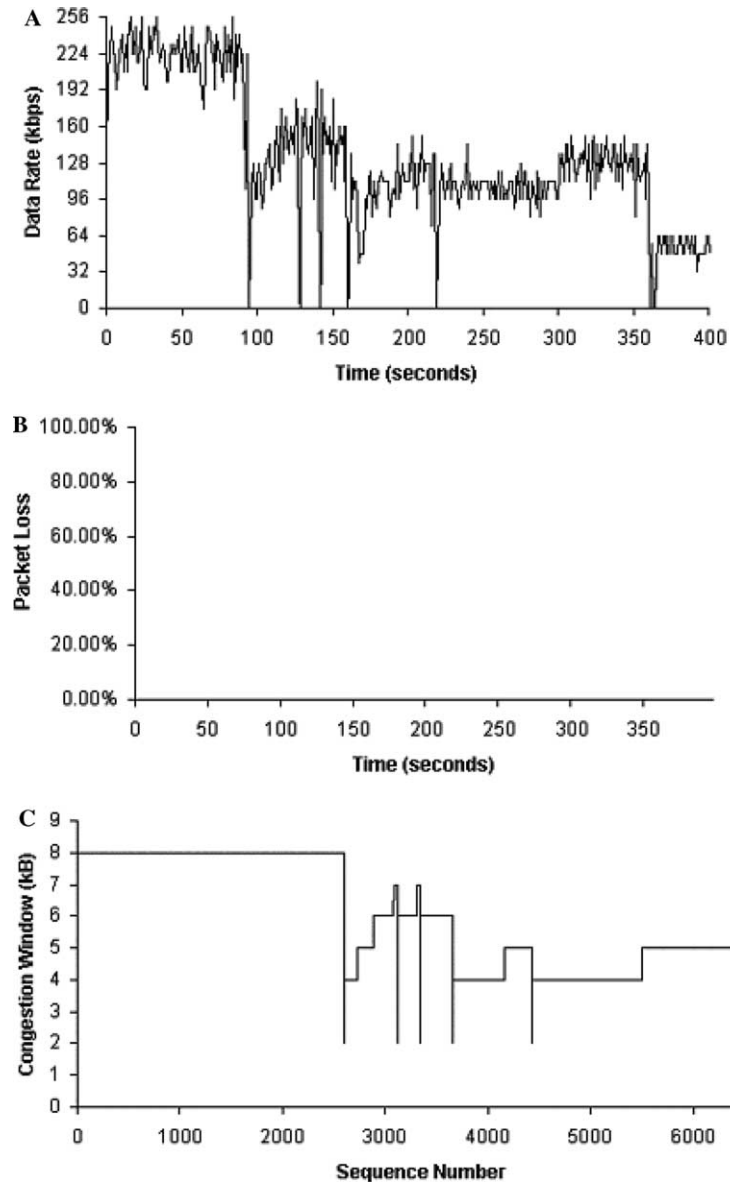 A
256
224
192
160
128
96
64
32
0
Data Rate (kbps)
0 50 100 150 200 250 300 350 400
Time (seconds)
B
100.00%
80.00%
60.00%
40.00%
20.00%
0.00%
Packet Loss
0 50 100 150 200 250 300 350
Time (seconds)
C
9
8
7
6
5
4
3
2
1
0
Congestion Window (kB)
0 1000 2000 3000 4000 5000 6000
Sequence Number